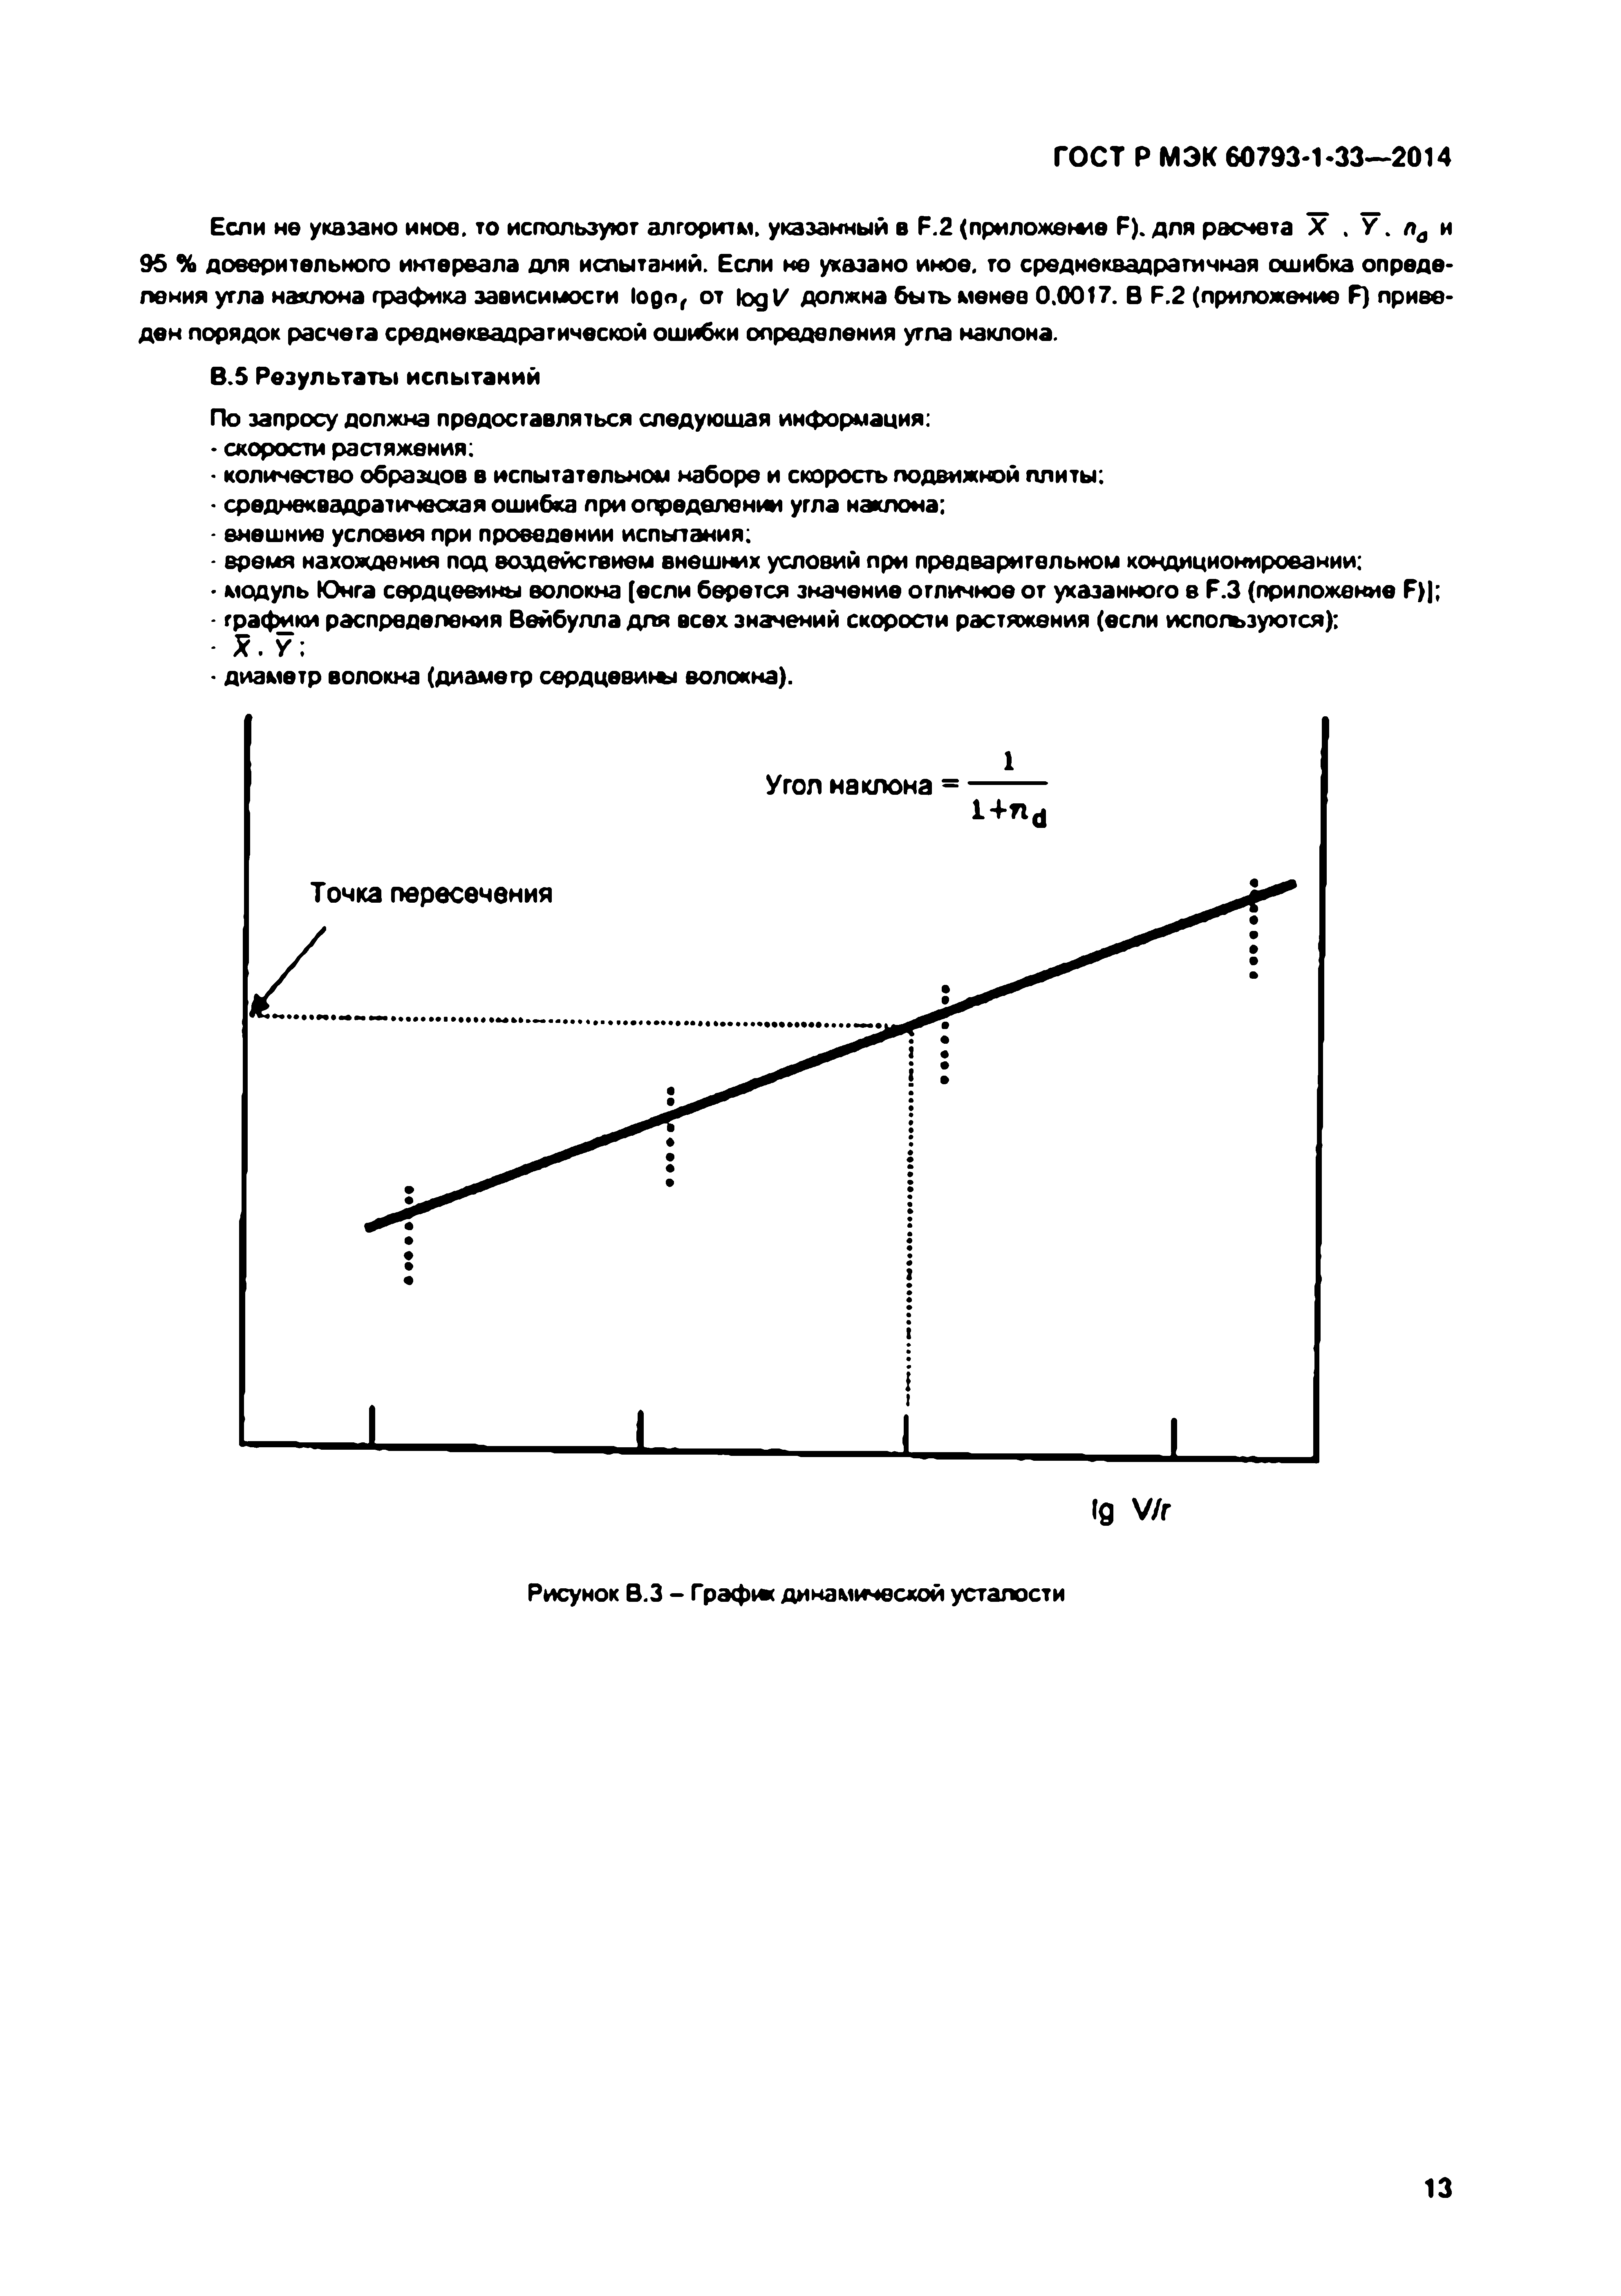 ГОСТ Р МЭК 60793-1-33—2014
Если не указано иное, то используют алгоритм, указанный в F.2 (приложение F), для расчета X̅ , Y̅ , n_d и
95 % доверительного интервала для испытаний. Если не указано иное, то среднеквадратичная ошибка опреде-
ления угла наклона графика зависимости logσ_f от logV должна быть менее 0,0017. В F.2 (приложение F) приве-
ден порядок расчета среднеквадратической ошибки определения угла наклона.
В.5 Результаты испытаний
По запросу должна предоставляться следующая информация:
- скорости растяжения;
- количество образцов в испытательном наборе и скорость подвижной плиты;
- среднеквадратическая ошибка при определении угла наклона;
- внешние условия при проведении испытания;
- время нахождения под воздействием внешних условий при предварительном кондиционировании;
- модуль Юнга сердцевины волокна [если берется значение отличное от указанного в F.3 (приложение F)];
- графики распределения Вейбулла для всех значений скорости растяжения (если используются);
- X̅ , Y̅ ;
- диаметр волокна (диаметр сердцевины волокна).
Угол наклона = 1
1+n_d
Точка пересечения
lg V/r
Рисунок В.3 – График динамической усталости
13